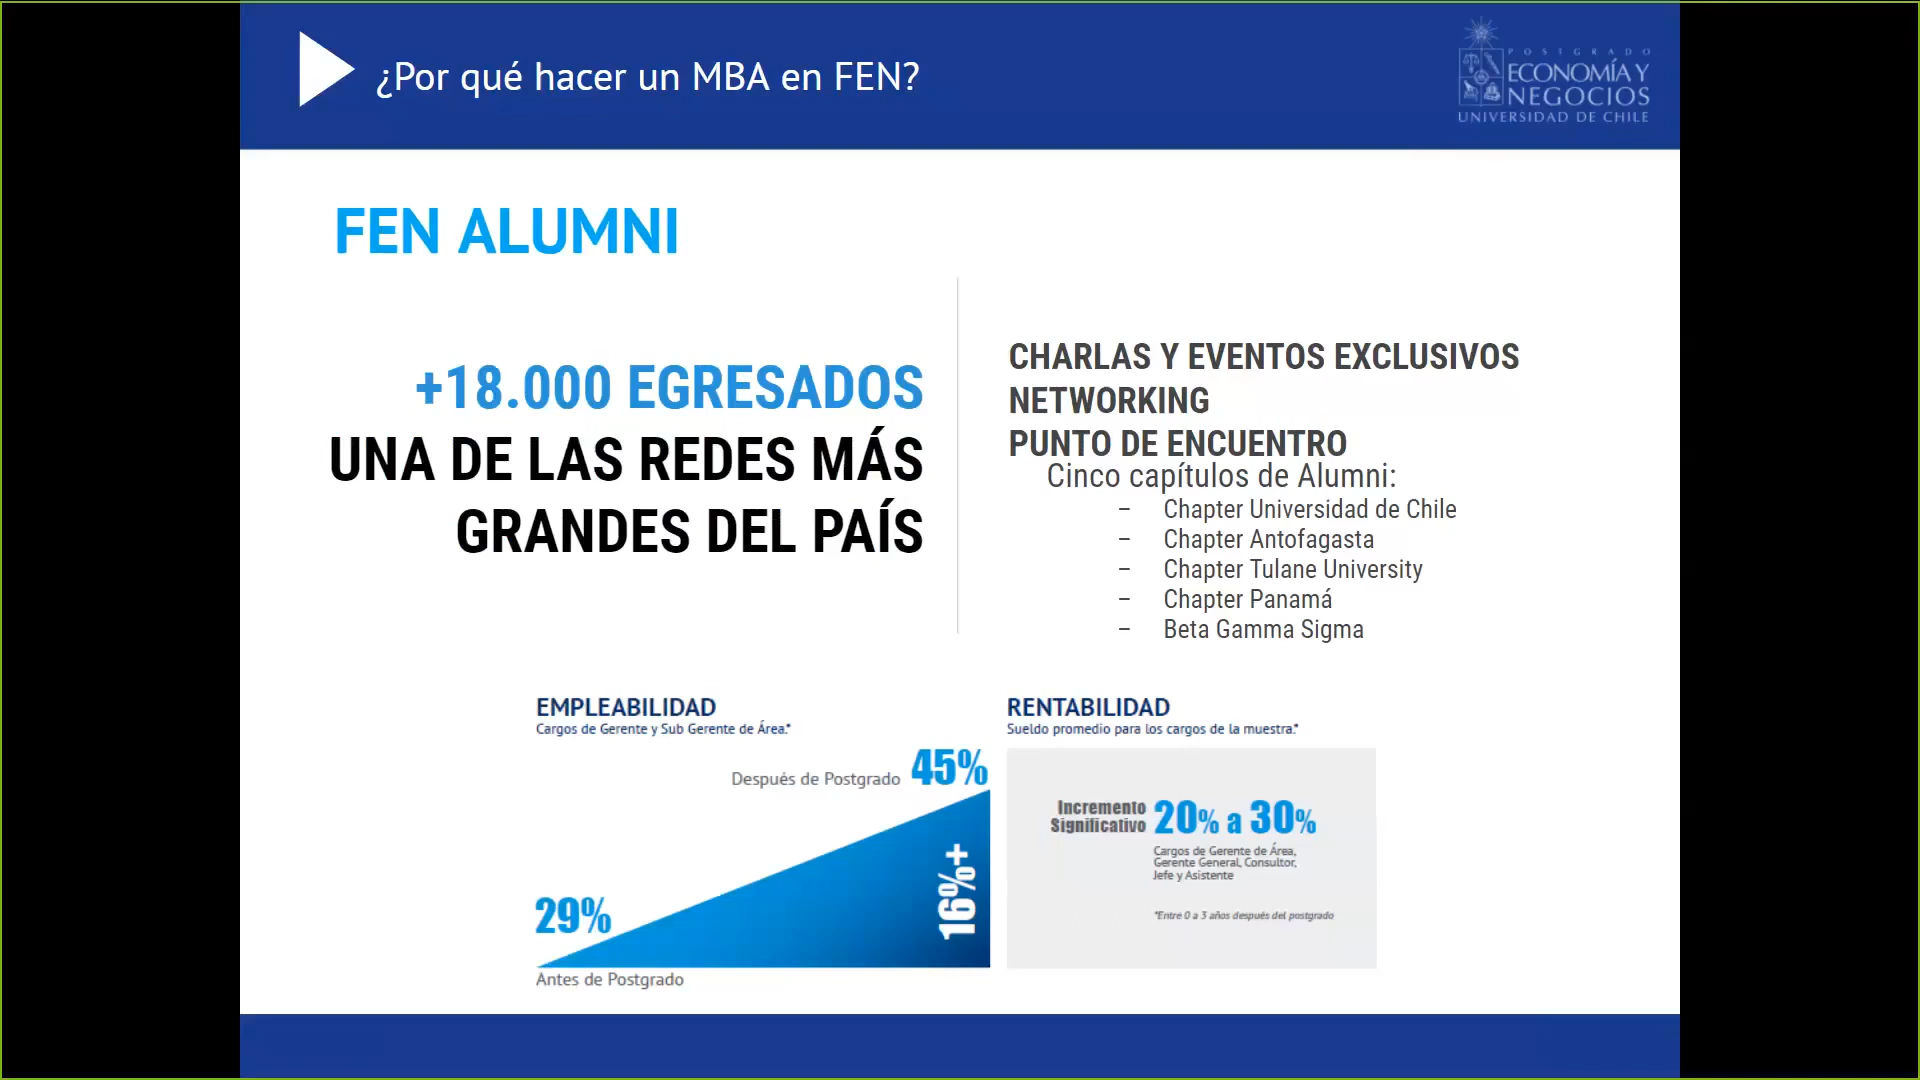 ¿Por qué hacer un MBA en FEN?
POSTGRADO
ECONOMÍA Y
NEGOCIOS
UNIVERSIDAD DE CHILE
FEN ALUMNI
+18.000 EGRESADOS
UNA DE LAS REDES MÁS
GRANDES DEL PAÍS
CHARLAS Y EVENTOS EXCLUSIVOS
NETWORKING
PUNTO DE ENCUENTRO
Cinco capítulos de Alumni:
– Chapter Universidad de Chile
– Chapter Antofagasta
– Chapter Tulane University
– Chapter Panamá
– Beta Gamma Sigma
EMPLEABILIDAD
Cargos de Gerente y Sub Gerente de Área.*
Después de Postgrado 45%
16%+
29%
Antes de Postgrado
RENTABILIDAD
Sueldo promedio para los cargos de la muestra.*
Incremento
Significativo
20% a 30%
Cargos de Gerente de Área,
Gerente General, Consultor,
Jefe y Asistente
*Entre 0 a 3 años después del postgrado